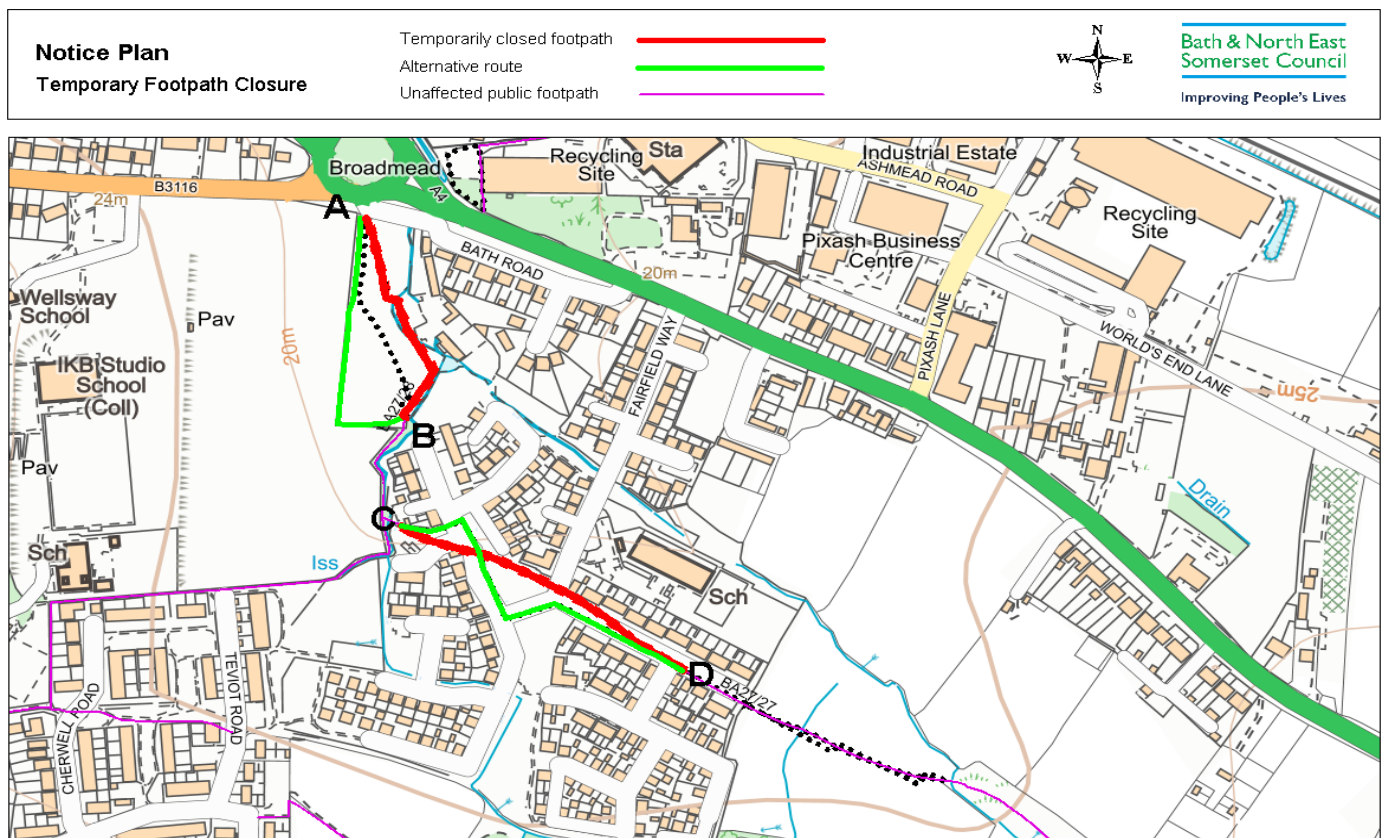 Notice Plan
Temporary Footpath Closure
Temporarily closed footpath
Alternative route
Unaffected public footpath
N
W
E
S
Bath & North East
Somerset Council
Improving People's Lives
Broadmead
Recycling
Site
Sta
Industrial Estate
ASHMEAD ROAD
B3116
24m
A4
A
Recycling
Site
BATH ROAD
Pixash Business
Centre
20m
Wellsway
School
Pav
20m
FAIRFIELD WAY
PIXASH LANE
WORLD'S END LANE
IKB Studio
School
(Coll)
25m
B
Pav
Drain
C
Sch
Iss
Sch
D
BA27/27
TEVIOT ROAD
CHERWELL ROAD